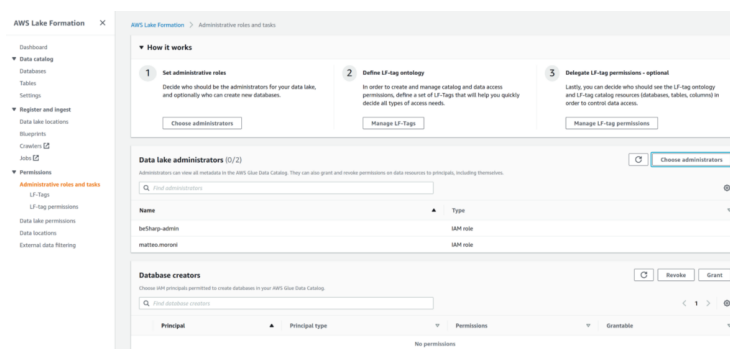 AWS Lake Formation
AWS Lake Formation > Administrative roles and tasks
Dashboard
Data catalog
Databases
Tables
Settings
Register and ingest
Data lake locations
Blueprints
Crawlers
Jobs
Permissions
Administrative roles and tasks
LF-Tags
LF-tag permissions
Data lake permissions
Data locations
External data filtering
How it works
1 Set administrative roles
Decide who should be the administrators for your data lake,
and optionally who can create new databases.
Choose administrators
2 Define LF-tag ontology
In order to create and manage catalog and data access
permissions, define a set of LF-Tags that will help you quickly
decide all types of access needs.
Manage LF-Tags
3 Delegate LF-tag permissions - optional
Lastly, you can decide who should see the LF-tag ontology
and LF-tag catalog resources (databases, tables, columns) in
order to control data access.
Manage LF-tag permissions
Data lake administrators (0/2)
Choose administrators
Administrators can view all metadata in the AWS Glue Data Catalog. They can also grant and revoke permissions on data resources to principals, including themselves.
Find administrators
Name Type
beSharp-admin IAM role
matteo.moroni IAM role
Database creators
Revoke Grant
Choose IAM principals permitted to create databases in your AWS Glue Data Catalog.
Find database creators
< 1 >
Principal Principal type Permissions Grantable
No permissions